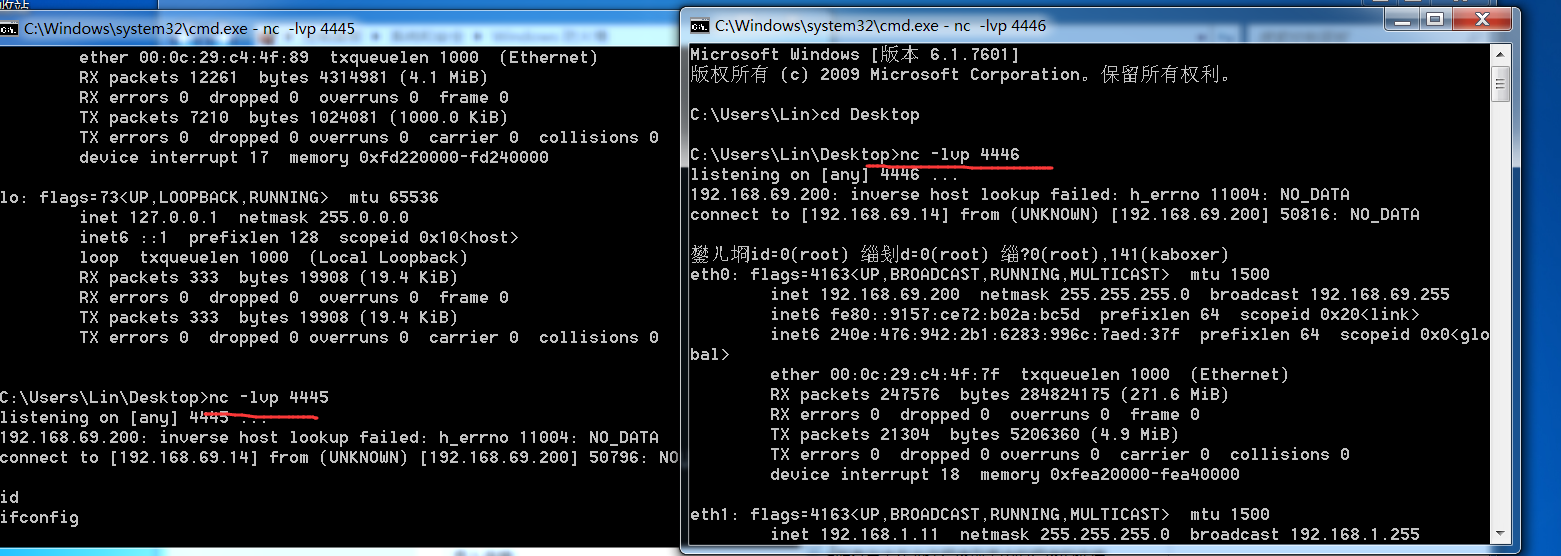 收站
C:\Windows\system32\cmd.exe - nc  -lvp 4445
ether 00:0c:29:c4:4f:89  txqueuelen 1000  (Ethernet)
RX packets 12261  bytes 4314981 (4.1 MiB)
RX errors 0  dropped 0  overruns 0  frame 0
TX packets 7210  bytes 1024081 (1000.0 KiB)
TX errors 0  dropped 0 overruns 0  carrier 0  collisions 0
device interrupt 17  memory 0xfd220000-fd240000
lo: flags=73<UP,LOOPBACK,RUNNING>  mtu 65536
inet 127.0.0.1  netmask 255.0.0.0
inet6 ::1  prefixlen 128  scopeid 0x10<host>
loop  txqueuelen 1000  (Local Loopback)
RX packets 333  bytes 19908 (19.4 KiB)
RX errors 0  dropped 0  overruns 0  frame 0
TX packets 333  bytes 19908 (19.4 KiB)
TX errors 0  dropped 0 overruns 0  carrier 0  collisions 0
C:\Users\Lin\Desktop>nc -lvp 4445
listening on [any] 4445 ...
192.168.69.200: inverse host lookup failed: h_errno 11004: NO_DATA
connect to [192.168.69.14] from (UNKNOWN) [192.168.69.200] 50796: NO
id
ifconfig
C:\Windows\system32\cmd.exe - nc  -lvp 4446
Microsoft Windows [版本 6.1.7601]
版权所有 (c) 2009 Microsoft Corporation。保留所有权利。
C:\Users\Lin>cd Desktop
C:\Users\Lin\Desktop>nc -lvp 4446
listening on [any] 4446 ...
192.168.69.200: inverse host lookup failed: h_errno 11004: NO_DATA
connect to [192.168.69.14] from (UNKNOWN) [192.168.69.200] 50816: NO_DATA
id=0(root) d=0(root) ?0(root),141(kaboxer)
eth0: flags=4163<UP,BROADCAST,RUNNING,MULTICAST>  mtu 1500
inet 192.168.69.200  netmask 255.255.255.0  broadcast 192.168.69.255
inet6 fe80::9157:ce72:b02a:bc5d  prefixlen 64  scopeid 0x20<link>
inet6 240e:476:942:2b1:6283:996c:7aed:37f  prefixlen 64  scopeid 0x0<glo
bal>
ether 00:0c:29:c4:4f:7f  txqueuelen 1000  (Ethernet)
RX packets 247576  bytes 284824175 (271.6 MiB)
RX errors 0  dropped 0  overruns 0  frame 0
TX packets 21304  bytes 5206360 (4.9 MiB)
TX errors 0  dropped 0 overruns 0  carrier 0  collisions 0
device interrupt 18  memory 0xfea20000-fea40000
eth1: flags=4163<UP,BROADCAST,RUNNING,MULTICAST>  mtu 1500
inet 192.168.1.11  netmask 255.255.255.0  broadcast 192.168.1.255